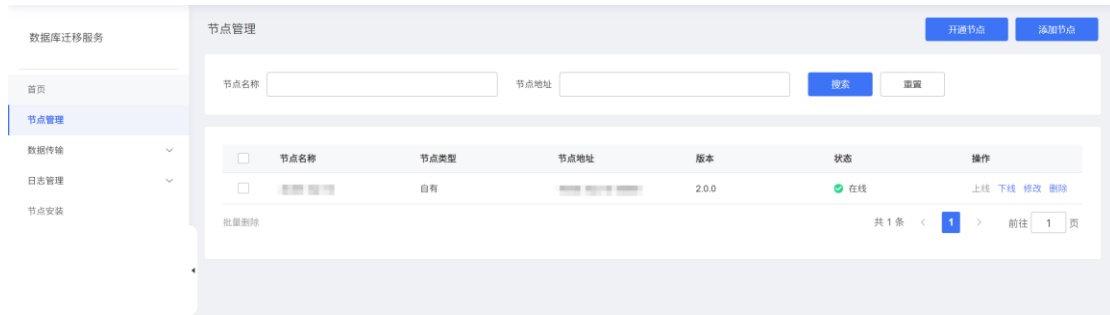 数据库迁移服务
首页
节点管理
数据传输
日志管理
节点安装
节点管理 开通节点 添加节点
节点名称 节点地址 搜索 重置
节点名称 节点类型 节点地址 版本 状态 操作
自有 2.0.0 在线 上线 下线 修改 删除
批量删除 共 1 条 < 1 > 前往 1 页